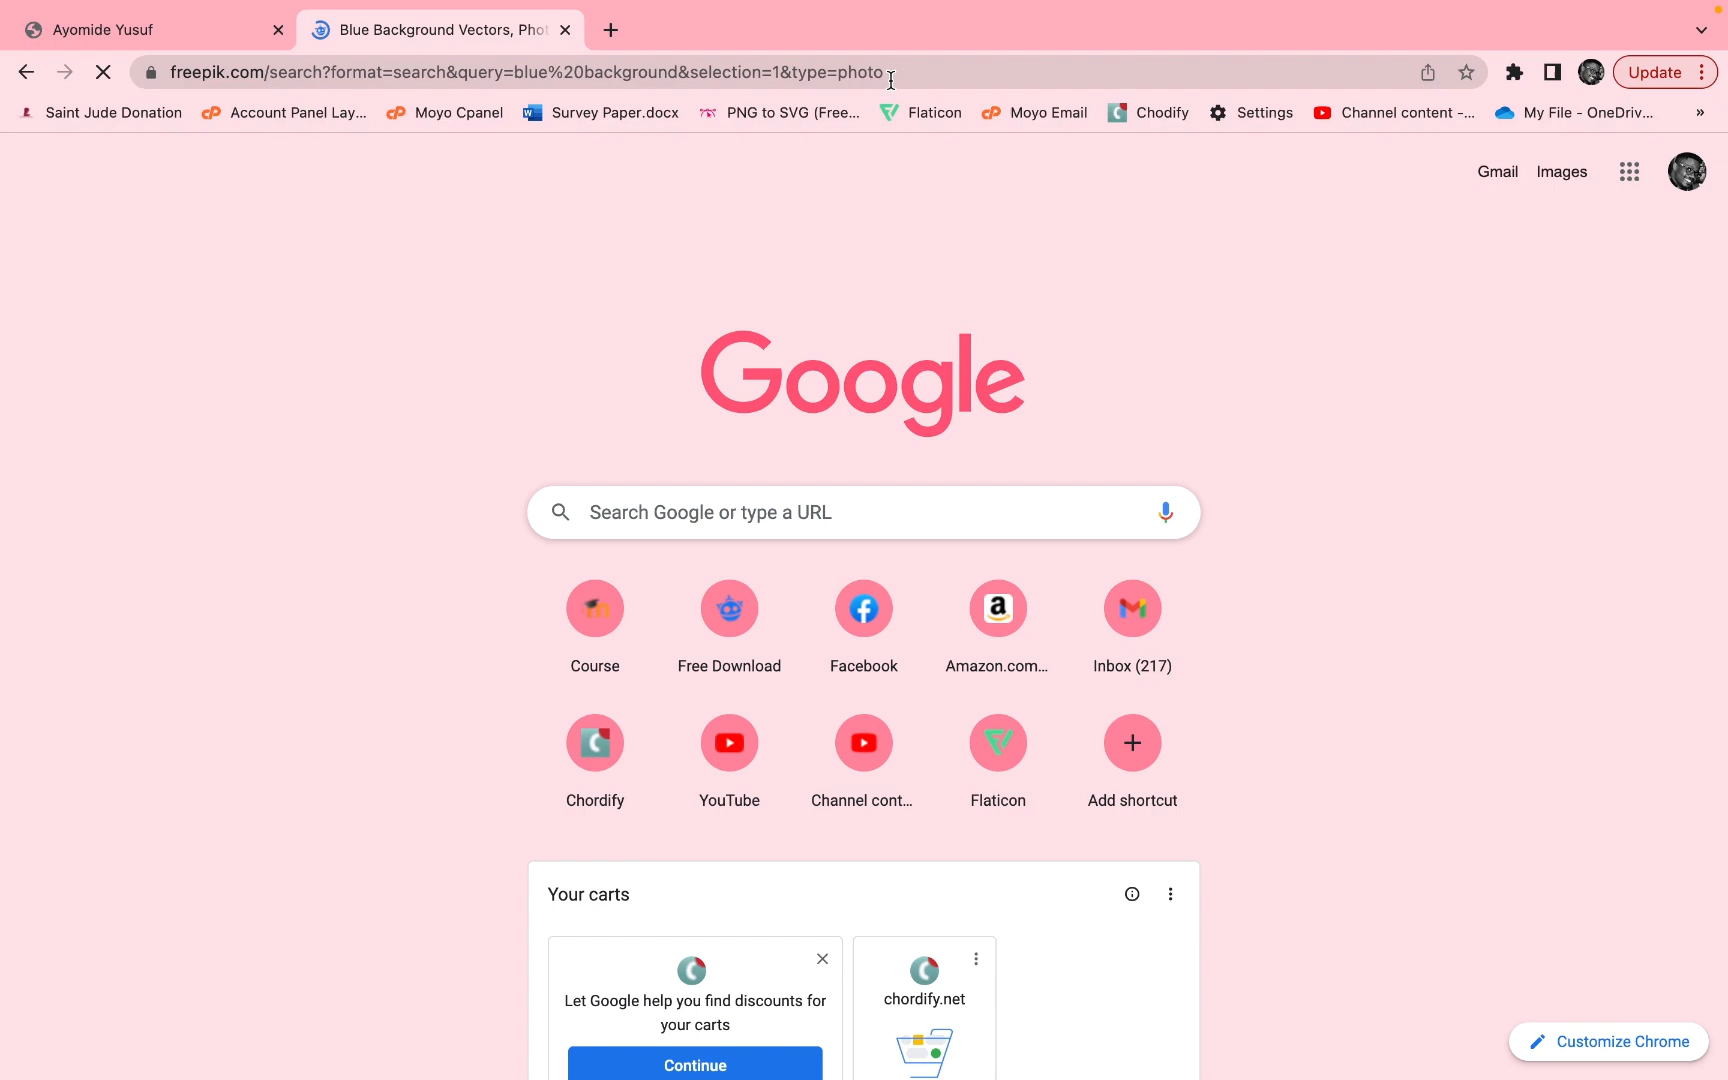 Ayomide Yusuf
Blue Background Vectors, Phot
freepik.com/search?format=search&query=blue%20background&selection=1&type=photo
Update
Saint Jude Donation
cP Account Panel Lay...
cP Moyo Cpanel
Survey Paper.docx
PNG to SVG (Free...
Flaticon
cP Moyo Email
Chodify
Settings
Channel content -...
My File - OneDriv...
»
Gmail Images
Google
Search Google or type a URL
Course
Free Download
Facebook
Amazon.com...
Inbox (217)
Chordify
YouTube
Channel cont...
Flaticon
Add shortcut
Your carts
Let Google help you find discounts for
your carts
Continue
chordify.net
Customize Chrome